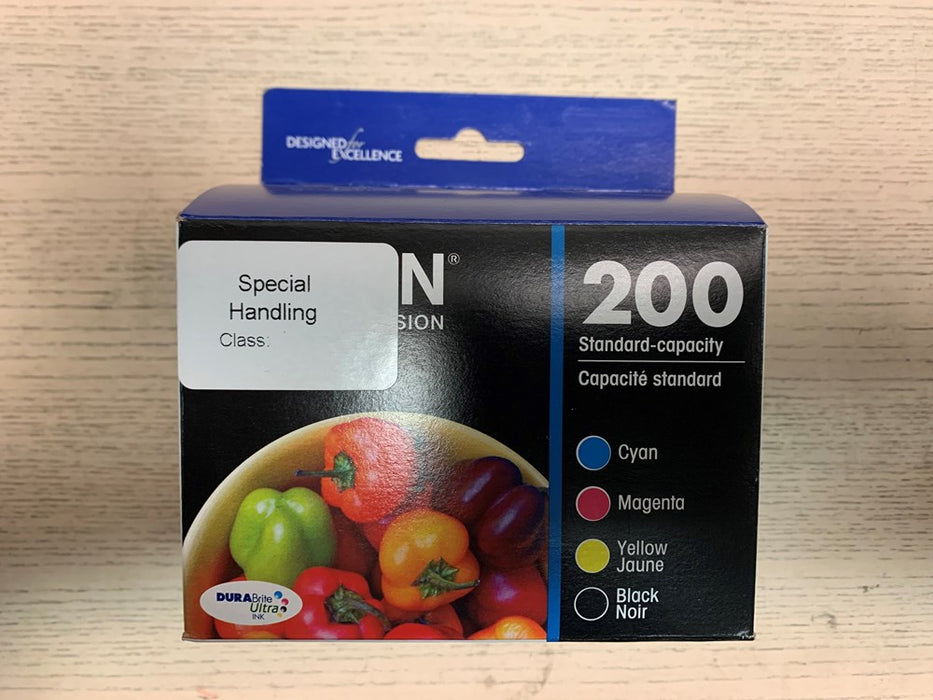 DESIGNED for
EXCELLENCE
Special
Handling
Class:
N®
SION
200
Standard-capacity
Capacité standard
Cyan
Magenta
Yellow
Jaune
Black
Noir
DURABrite
Ultra
INK